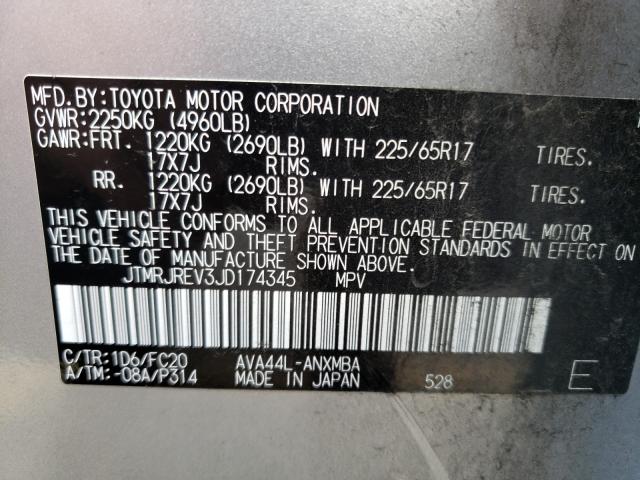 MFD.BY:TOYOTA MOTOR CORPORATION
GVWR:2250KG (4960LB)
GAWR:FRT. 1220KG (2690LB) WITH 225/65R17 TIRES.
17X7J RIMS.
RR. 1220KG (2690LB) WITH 225/65R17 TIRES.
17X7J RIMS.
THIS VEHICLE CONFORMS TO ALL APPLICABLE FEDERAL MOTOR
VEHICLE SAFETY AND THEFT PREVENTION STANDARDS IN EFFECT ON
THE DATE OF MANUFACTURE SHOWN ABOVE.
JTMRJREV3JD174345 MPV
C/TR:1D6/FC20 AVA44L-ANXMBA
A/TM:-08A/P314 MADE IN JAPAN 528 E